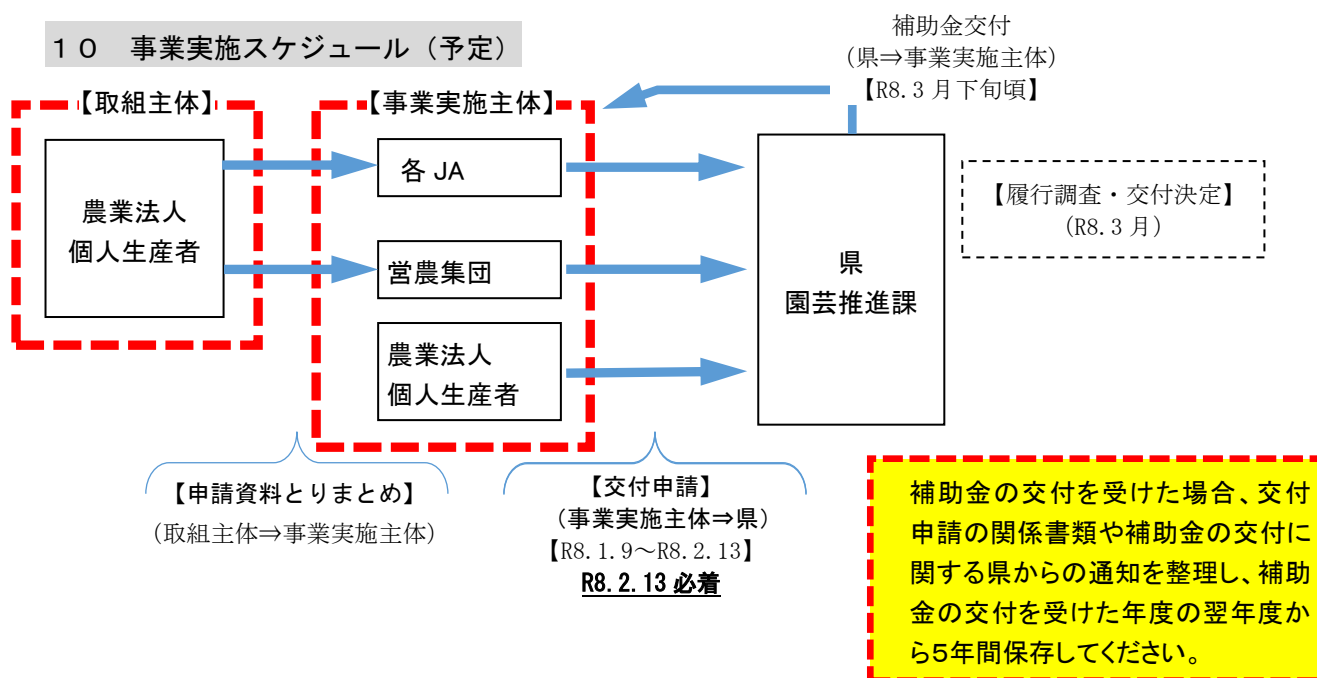 １０　事業実施スケジュール（予定）
補助金交付
（県⇒事業実施主体）
【R8.3月下旬頃】
【取組主体】
【事業実施主体】
農業法人
個人生産者
各JA
営農集団
農業法人
個人生産者
県
園芸推進課
【履行調査・交付決定】
（R8.3月）
【申請資料とりまとめ】
（取組主体⇒事業実施主体）
【交付申請】
（事業実施主体⇒県）
【R8.1.9～R8.2.13】
R8.2.13必着
補助金の交付を受けた場合、交付
申請の関係書類や補助金の交付に
関する県からの通知を整理し、補助
金の交付を受けた年度の翌年度か
ら5年間保存してください。